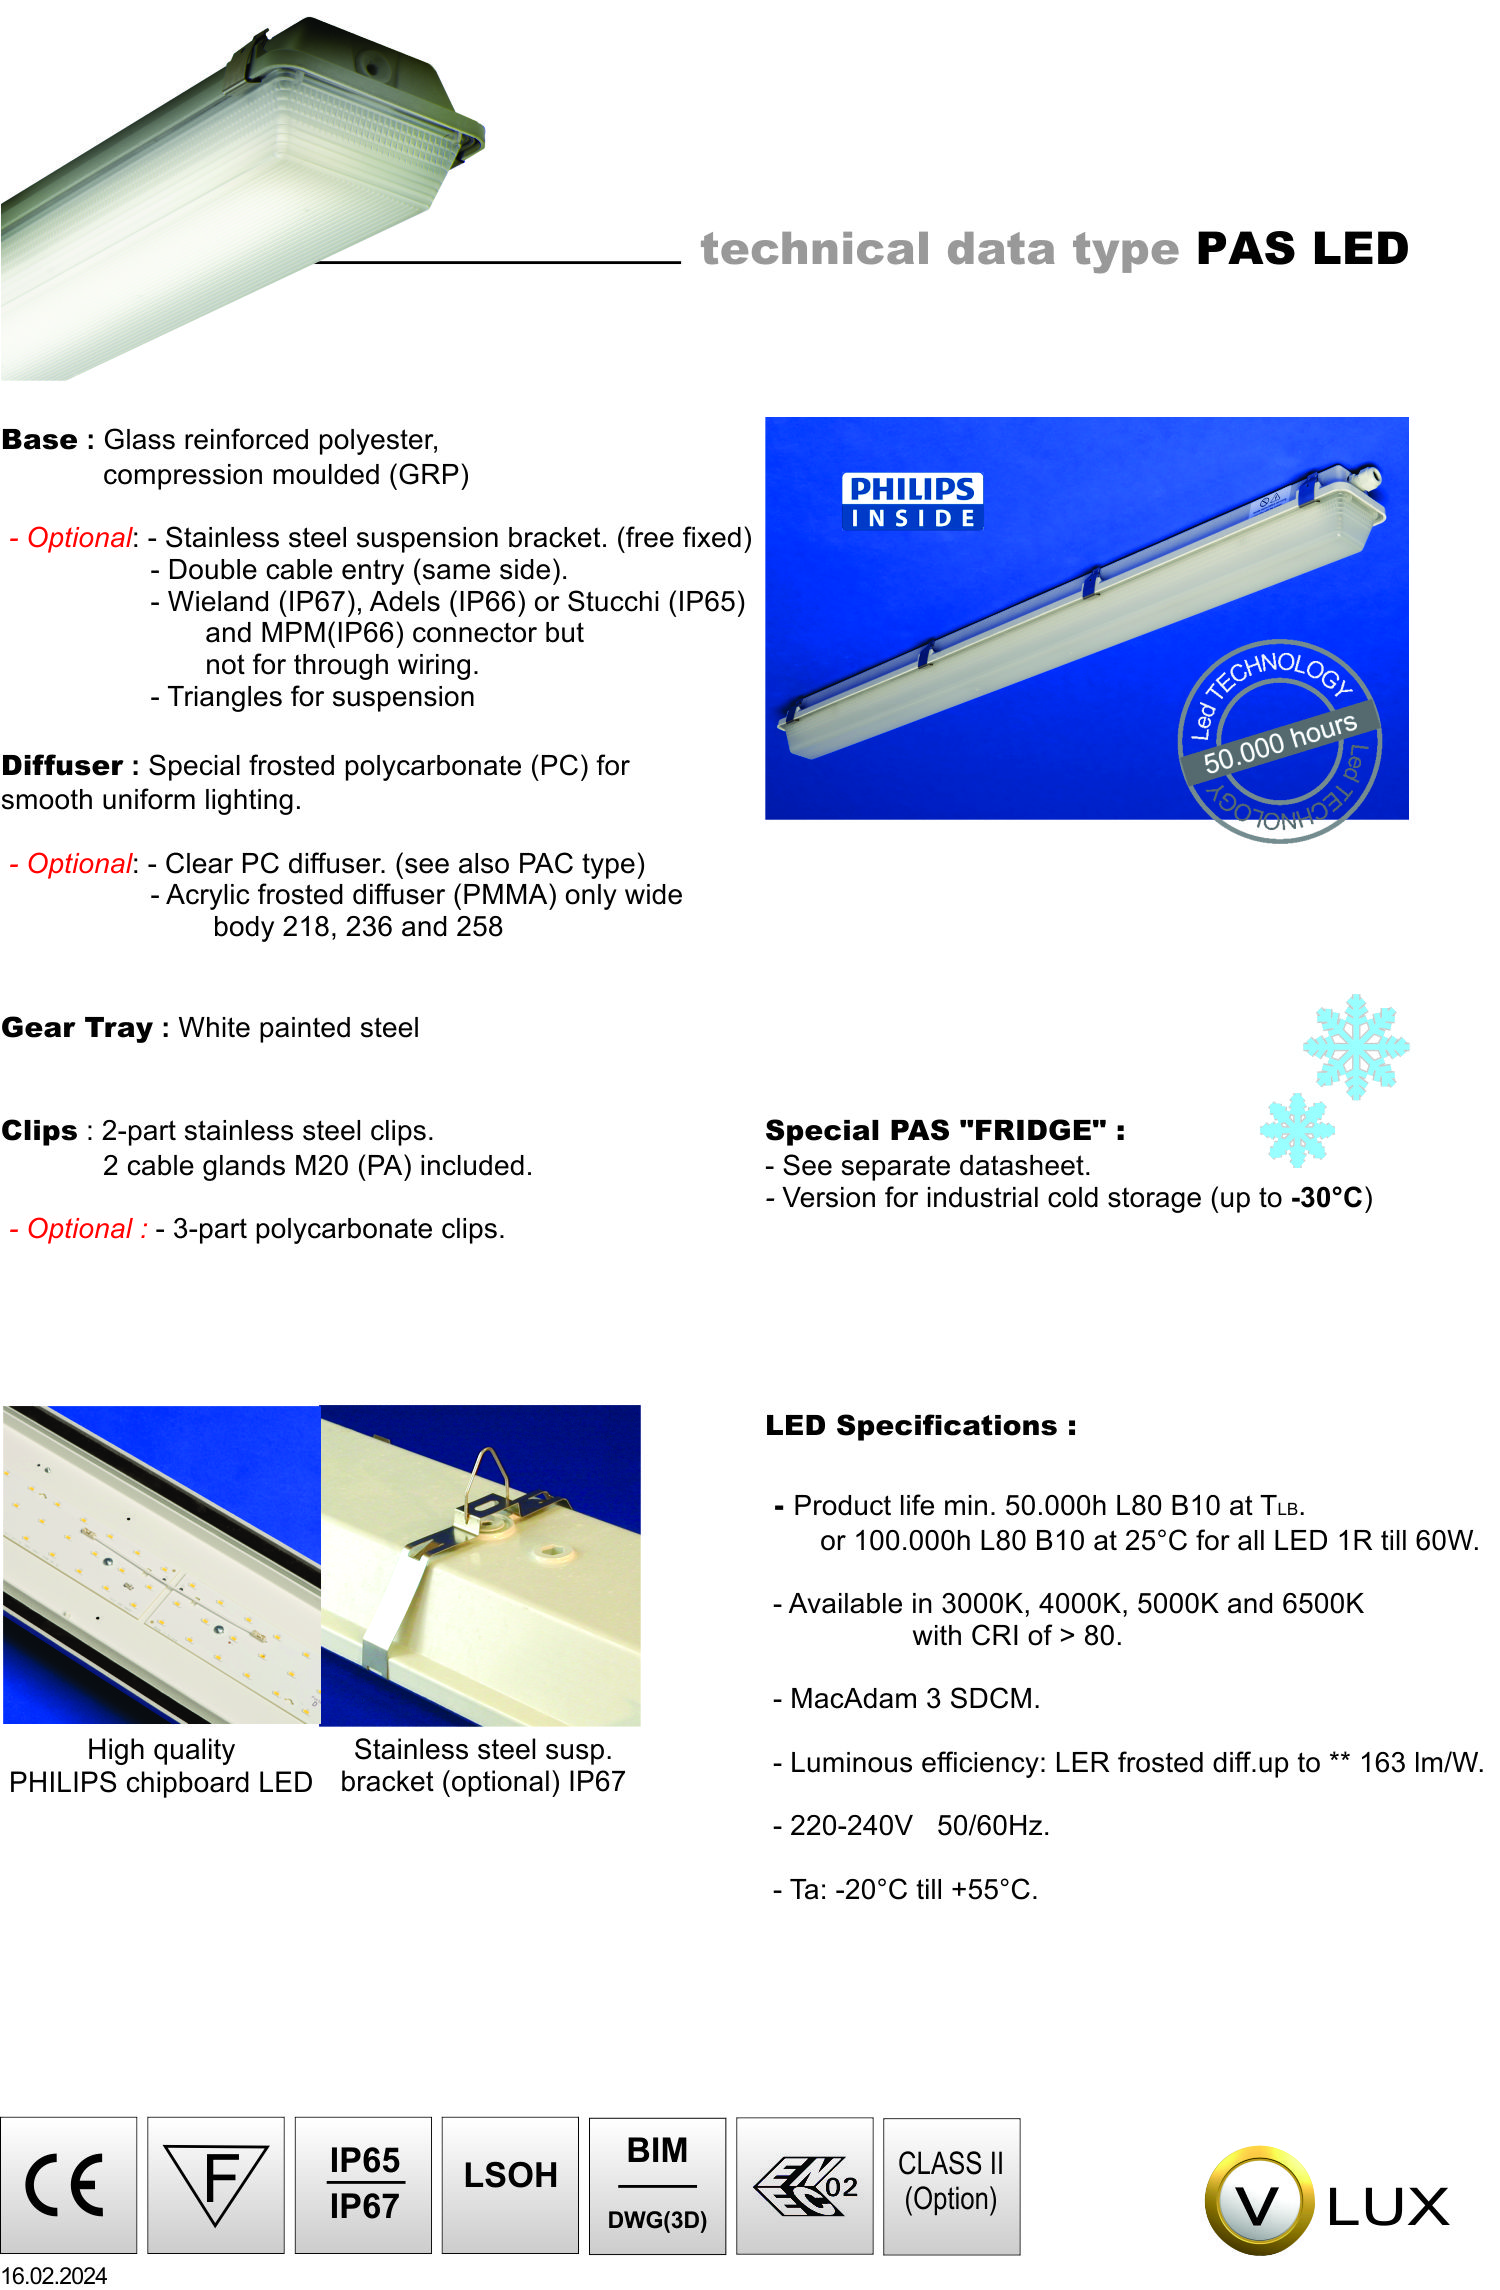 technical data type PAS LED
Base : Glass reinforced polyester,
compression moulded (GRP)
- Optional: - Stainless steel suspension bracket. (free fixed)
- Double cable entry (same side).
- Wieland (IP67), Adels (IP66) or Stucchi (IP65)
and MPM(IP66) connector but
not for through wiring.
- Triangles for suspension
Diffuser : Special frosted polycarbonate (PC) for
smooth uniform lighting.
- Optional: - Clear PC diffuser. (see also PAC type)
- Acrylic frosted diffuser (PMMA) only wide
body 218, 236 and 258
Gear Tray : White painted steel
Clips : 2-part stainless steel clips.
2 cable glands M20 (PA) included.
- Optional : - 3-part polycarbonate clips.
PHILIPS
INSIDE
Led TECHNOLOGY
50.000 hours
Led TECHNOLOGY
Special PAS "FRIDGE" :
- See separate datasheet.
- Version for industrial cold storage (up to -30°C)
High quality
PHILIPS chipboard LED
Stainless steel susp.
bracket (optional) IP67
LED Specifications :
- Product life min. 50.000h L80 B10 at TLB.
or 100.000h L80 B10 at 25°C for all LED 1R till 60W.
- Available in 3000K, 4000K, 5000K and 6500K
with CRI of > 80.
- MacAdam 3 SDCM.
- Luminous efficiency: LER frosted diff.up to ** 163 lm/W.
- 220-240V 50/60Hz.
- Ta: -20°C till +55°C.
CE
F
IP65
IP67
LSOH
BIM
DWG(3D)
ENEC 02
CLASS II
(Option)
V LUX
16.02.2024